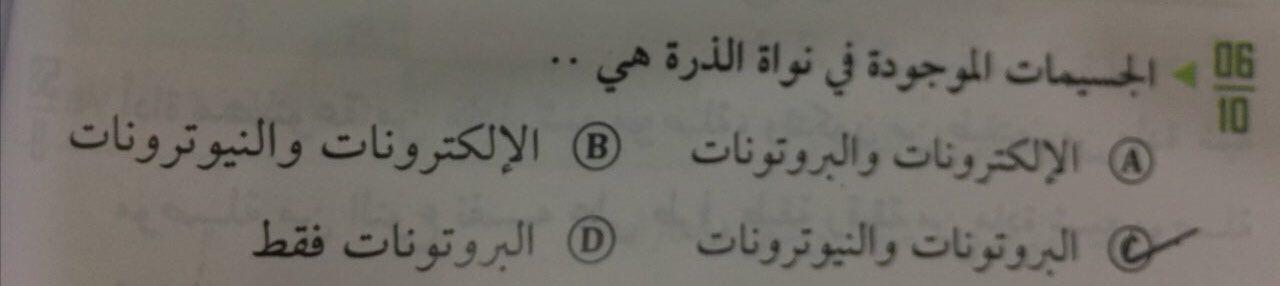 06/10 ◀ الجسيمات الموجودة في نواة الذرة هي ..
Ⓐ الإلكترونات والبروتونات Ⓑ الإلكترونات والنيوترونات
Ⓒ البروتونات والنيوترونات Ⓓ البروتونات فقط